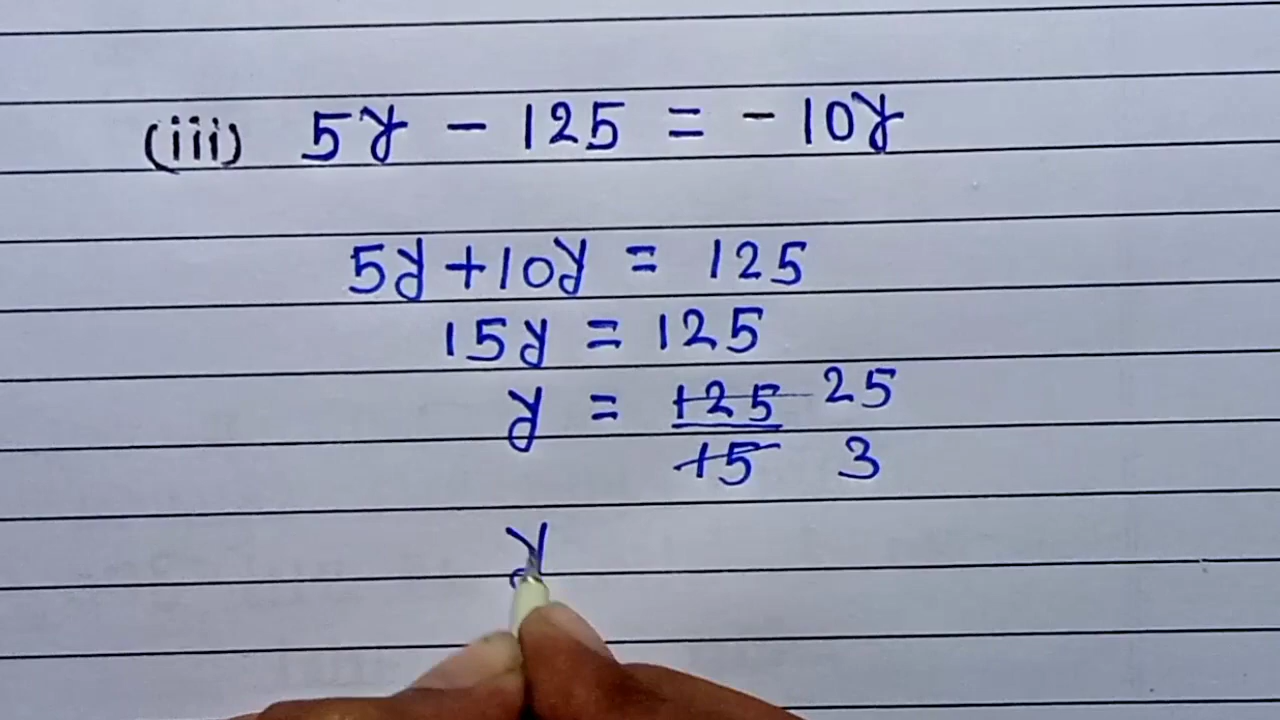 (iii) 5y - 125 = - 10y
5y + 10y = 125
15y = 125
y = 125 25
15 3
y